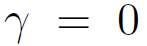 γ = 0